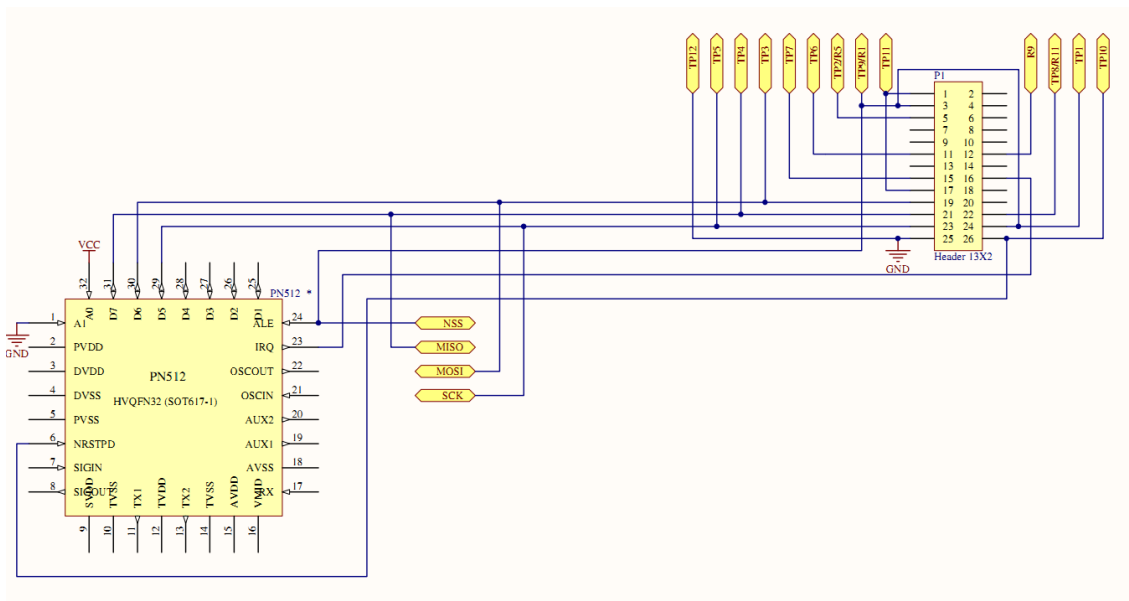 TP12 TP5 TP4 TP3 TP7 TP6 TP2/R5 TP9/R1 TP11 R9 TP8/R11 TP1 TP10
P1
1 2
3 4
5 6
7 8
9 10
11 12
13 14
15 16
17 18
19 20
21 22
23 24
25 26
Header 13X2
GND
VCC
32 31 30 29 28 27 26 25
PN512 *
A0 D7 D6 D5 D4 D3 D2 D1
1 A1 ALE 24 NSS
GND
2 PVDD IRQ 23 MISO
3 DVDD OSCOUT 22 MOSI
PN512
4 DVSS OSCIN 21 SCK
HVQFN32 (SOT617-1)
5 PVSS AUX2 20
6 NRSTPD AUX1 19
7 SIGIN AVSS 18
8 SIGOUT RX 17
SVDD TVSS TX1 TVDD TX2 TVSS AVDD VMID
9 10 11 12 13 14 15 16